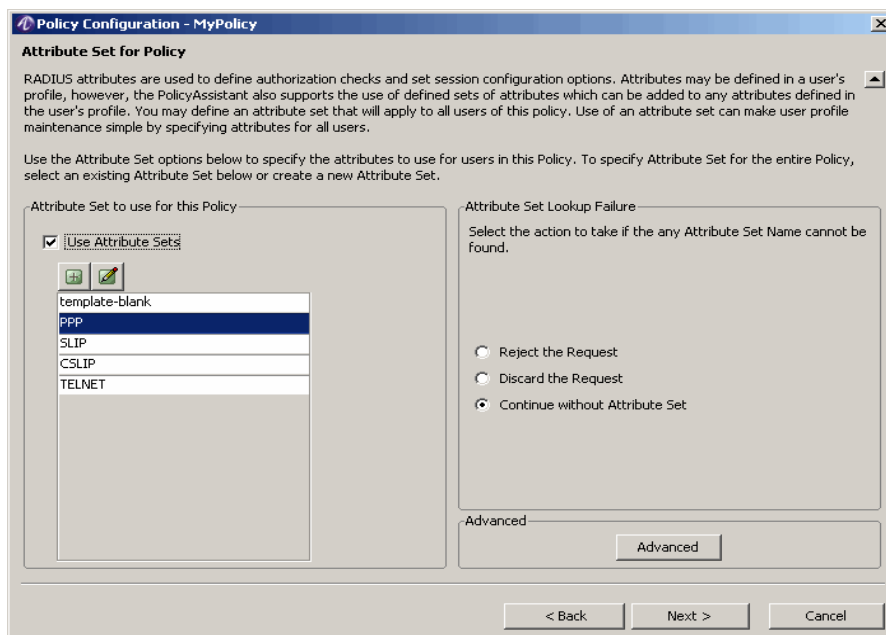 Policy Configuration - MyPolicy
Attribute Set for Policy
RADIUS attributes are used to define authorization checks and set session configuration options. Attributes may be defined in a user's
profile, however, the PolicyAssistant also supports the use of defined sets of attributes which can be added to any attributes defined in
the user's profile. You may define an attribute set that will apply to all users of this policy. Use of an attribute set can make user profile
maintenance simple by specifying attributes for all users.
Use the Attribute Set options below to specify the attributes to use for users in this Policy. To specify Attribute Set for the entire Policy,
select an existing Attribute Set below or create a new Attribute Set.
Attribute Set to use for this Policy
Use Attribute Sets
template-blank
PPP
SLIP
CSLIP
TELNET
Attribute Set Lookup Failure
Select the action to take if the any Attribute Set Name cannot be
found.
Reject the Request
Discard the Request
Continue without Attribute Set
Advanced
Advanced
< Back
Next >
Cancel